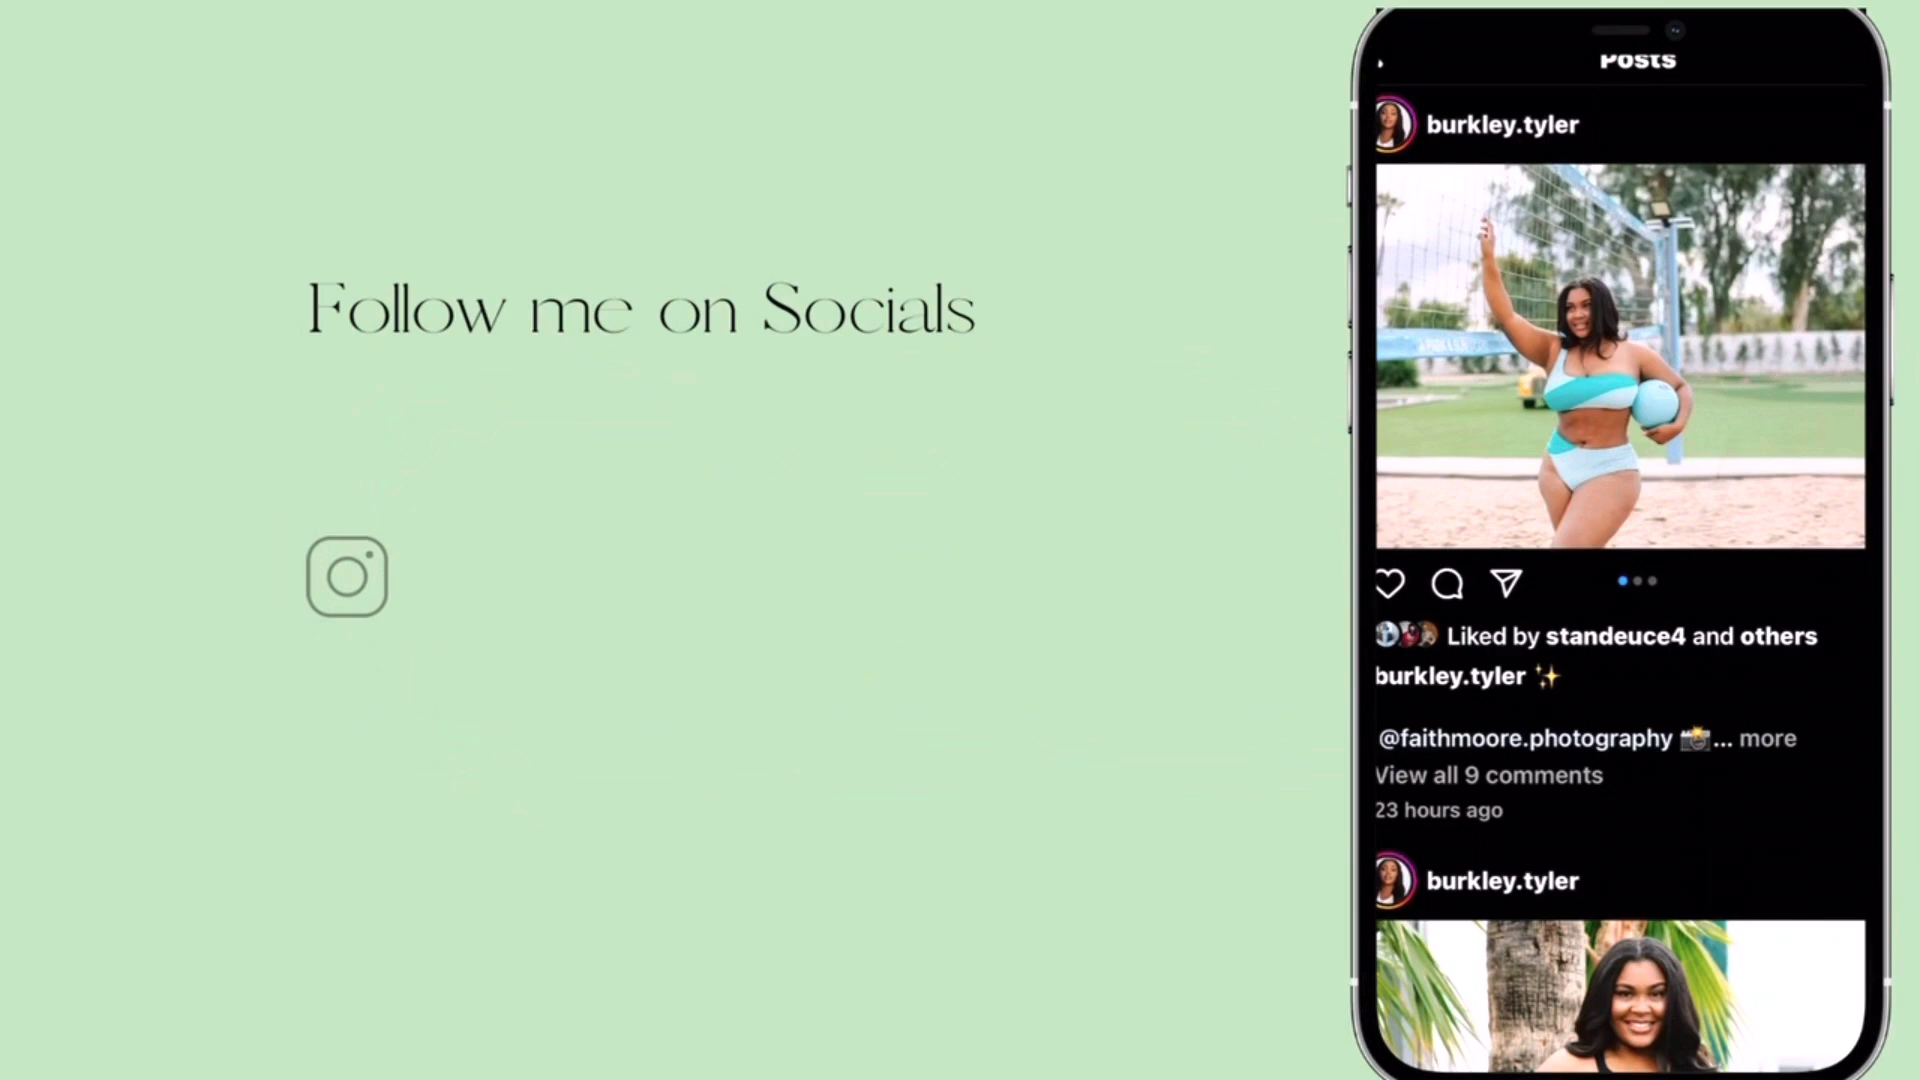 Follow me on Socials
Posts
burkley.tyler
Liked by standeuce4 and others
burkley.tyler ✨
@faithmoore.photography 📸... more
View all 9 comments
23 hours ago
burkley.tyler